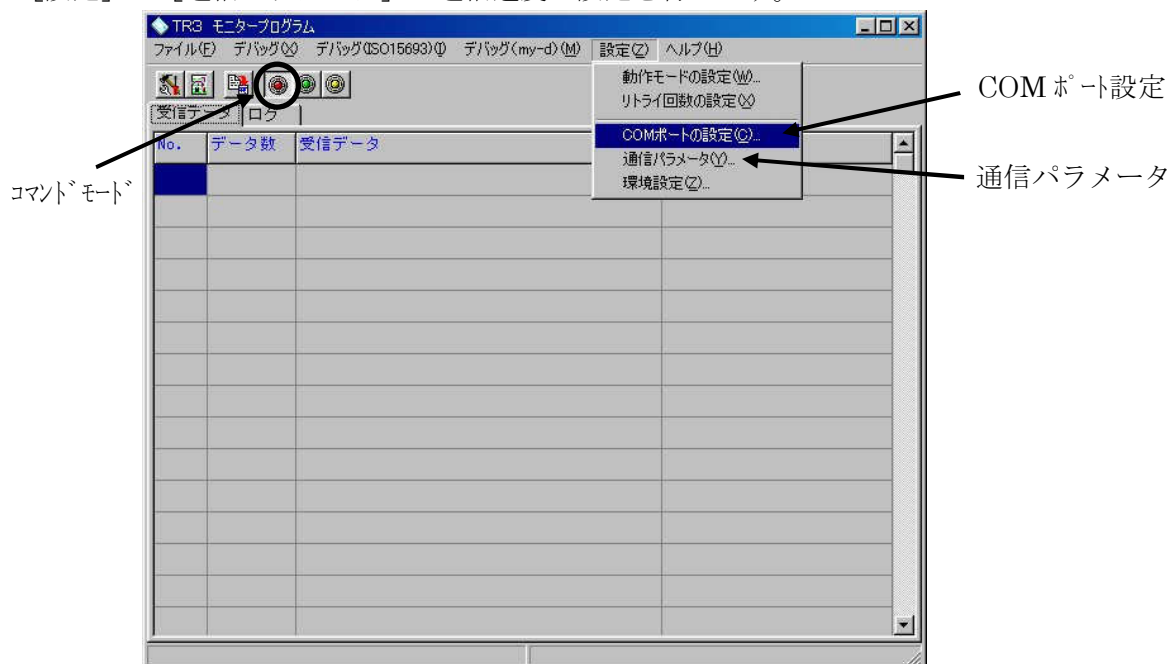 TR3 モニタープログラム
ファイル(F) デバッグ(X) デバッグ(ISO15693)(I) デバッグ(my-d)(M) 設定(Z) ヘルプ(H)
動作モードの設定(W)...
リトライ回数の設定(X)
COMポートの設定(C)...
通信パラメータ(Y)...
環境設定(Z)...
COM ポート設定
通信パラメータ
コマンドモード
受信データ ログ
No. データ数 受信データ